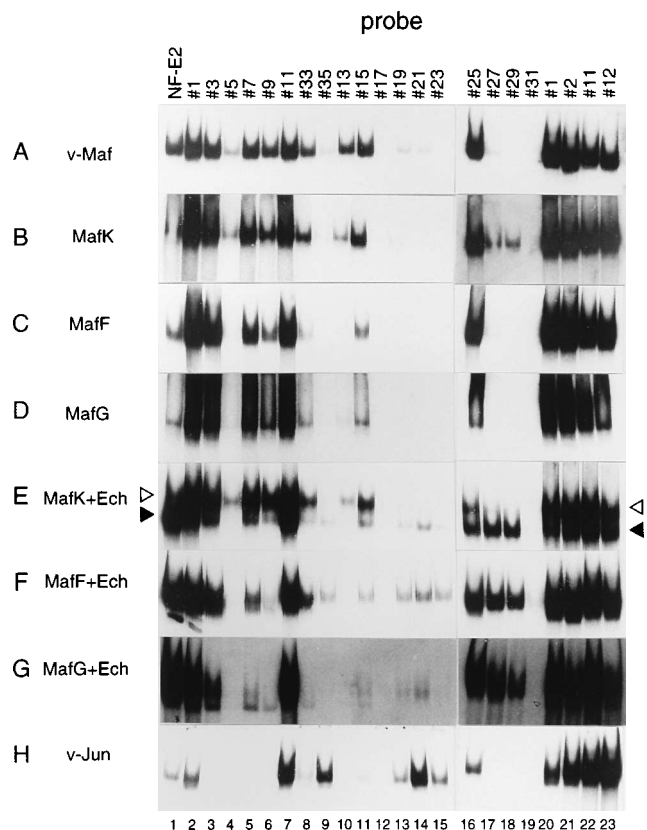 probe
NF-E2 #1 #3 #5 #7 #9 #11 #33 #35 #13 #15 #17 #19 #21 #23 #25 #27 #29 #31 #1 #2 #11 #12
A v-Maf
B MafK
C MafF
D MafG
E MafK+Ech
F MafF+Ech
G MafG+Ech
H v-Jun
1 2 3 4 5 6 7 8 9 10 11 12 13 14 15 16 17 18 19 20 21 22 23